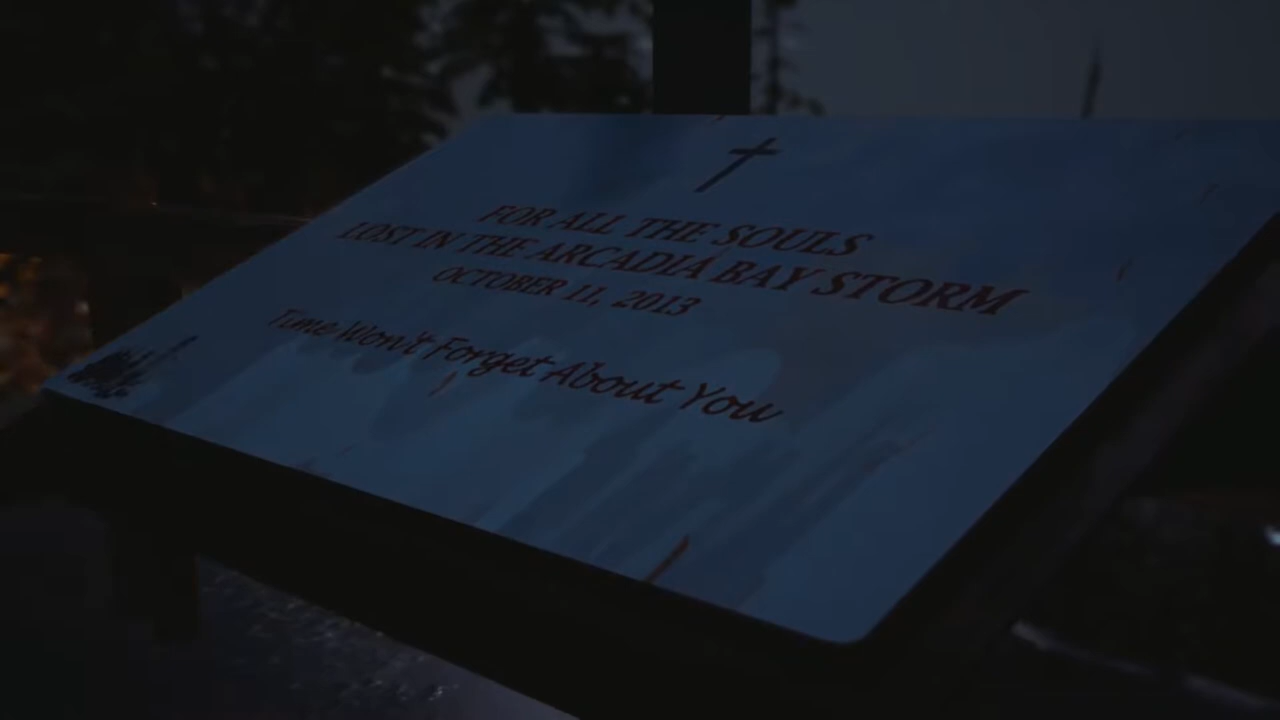 FOR ALL THE SOULS
LOST IN THE ARCADIA BAY STORM
OCTOBER 11, 2013
Time Won't Forget About You